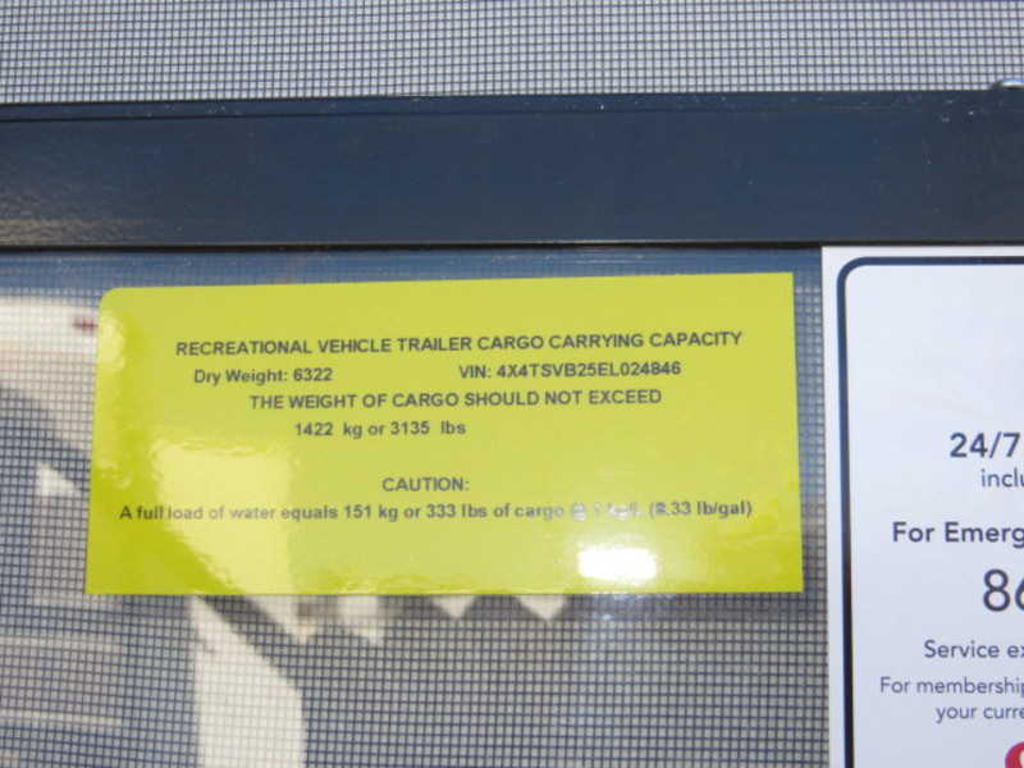 RECREATIONAL VEHICLE TRAILER CARGO CARRYING CAPACITY
Dry Weight: 6322 VIN: 4X4TSVB25EL024846
THE WEIGHT OF CARGO SHOULD NOT EXCEED
1422 kg or 3135 lbs
CAUTION:
A full load of water equals 151 kg or 333 lbs of cargo @ (8.33 lb/gal)
24/7
inclu
For Emerg
86
Service ex
For membership
your curre